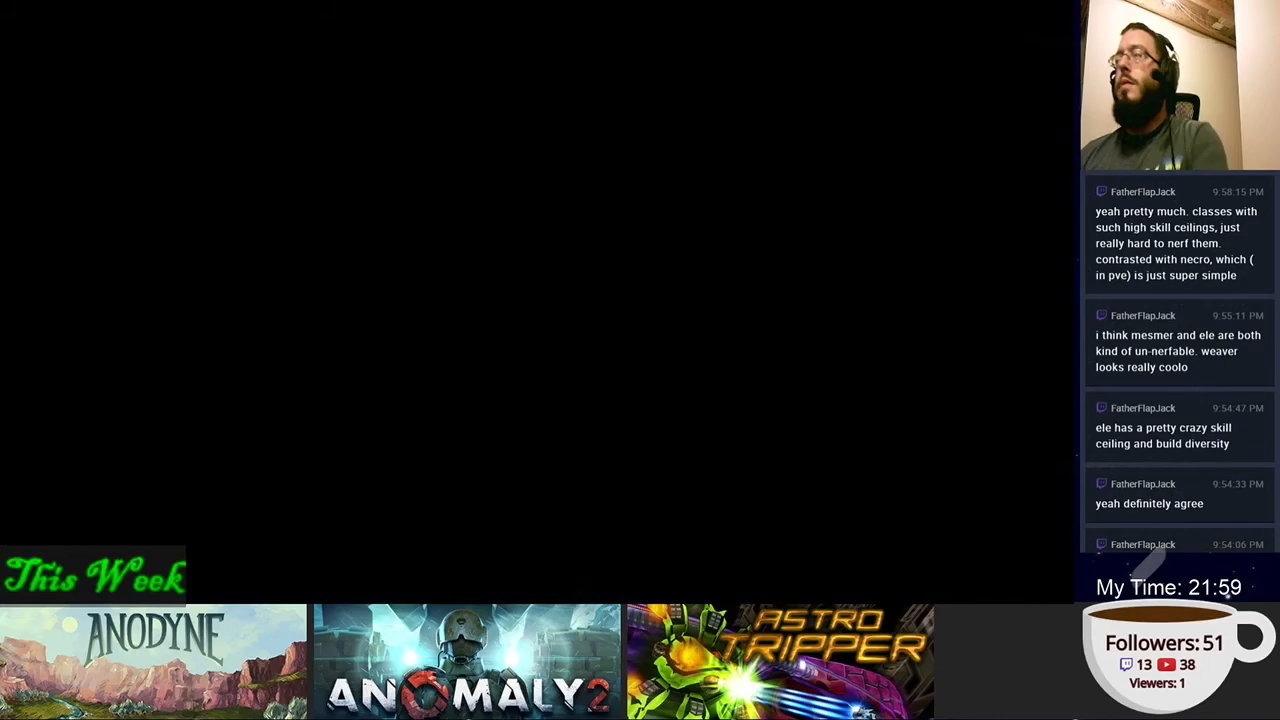 FatherFlapJack 9:58:15 PM
yeah pretty much. classes with
such high skill ceilings, just
really hard to nerf them.
contrasted with necro, which (
in pve) is just super simple
FatherFlapJack 9:55:11 PM
i think mesmer and ele are both
kind of un-nerfable. weaver
looks really coolo
FatherFlapJack 9:54:47 PM
ele has a pretty crazy skill
ceiling and build diversity
FatherFlapJack 9:54:33 PM
yeah definitely agree
FatherFlapJack 9:54:06 PM
This Week
My Time: 21:59
ANODYNE
ANOMALY 2
ASTRO
TRIPPER
Followers: 51
13 38
Viewers: 1